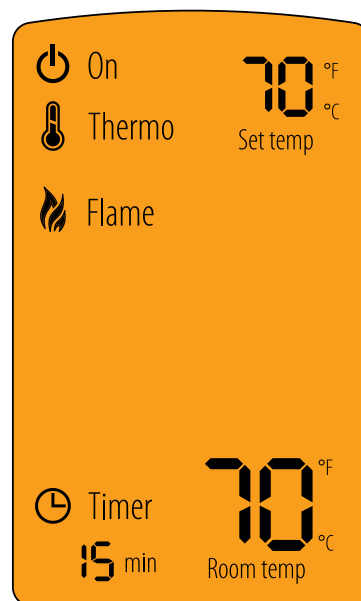 On
70 °F
°C
Thermo
Set temp
Flame
70 °F
°C
Timer
15 min
Room temp